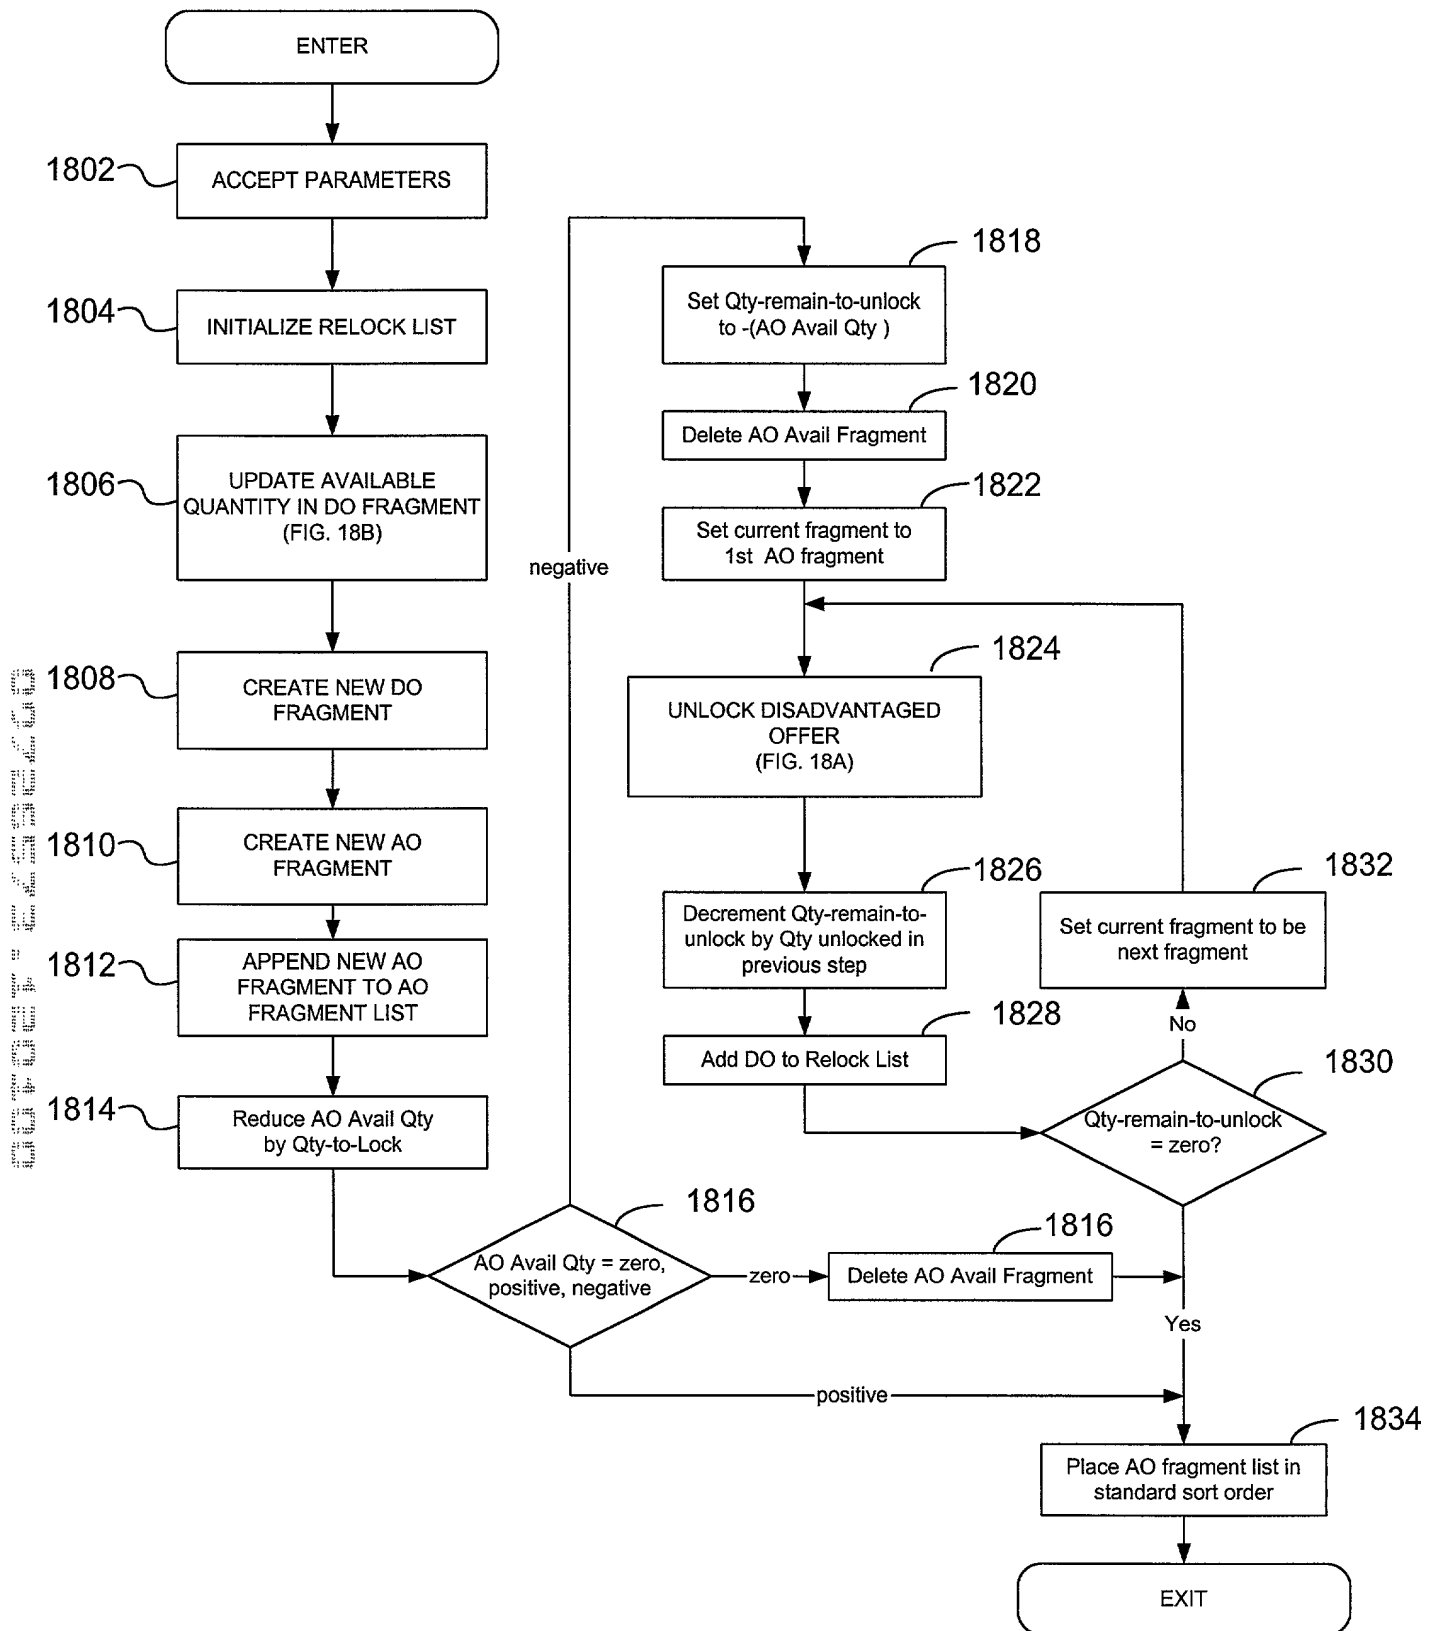 ENTER
1802
ACCEPT PARAMETERS
1804
INITIALIZE RELOCK LIST
1806
UPDATE AVAILABLE
QUANTITY IN DO FRAGMENT
(FIG. 18B)
1808
CREATE NEW DO
FRAGMENT
1810
CREATE NEW AO
FRAGMENT
1812
APPEND NEW AO
FRAGMENT TO AO
FRAGMENT LIST
1814
Reduce AO Avail Qty
by Qty-to-Lock
1816
AO Avail Qty = zero,
positive, negative
negative
zero
positive
1816
Delete AO Avail Fragment
1818
Set Qty-remain-to-unlock
to -(AO Avail Qty )
1820
Delete AO Avail Fragment
1822
Set current fragment to
1st AO fragment
1824
UNLOCK DISADVANTAGED
OFFER
(FIG. 18A)
1826
Decrement Qty-remain-to-
unlock by Qty unlocked in
previous step
1828
Add DO to Relock List
1830
Qty-remain-to-unlock
= zero?
No
1832
Set current fragment to be
next fragment
Yes
1834
Place AO fragment list in
standard sort order
EXIT